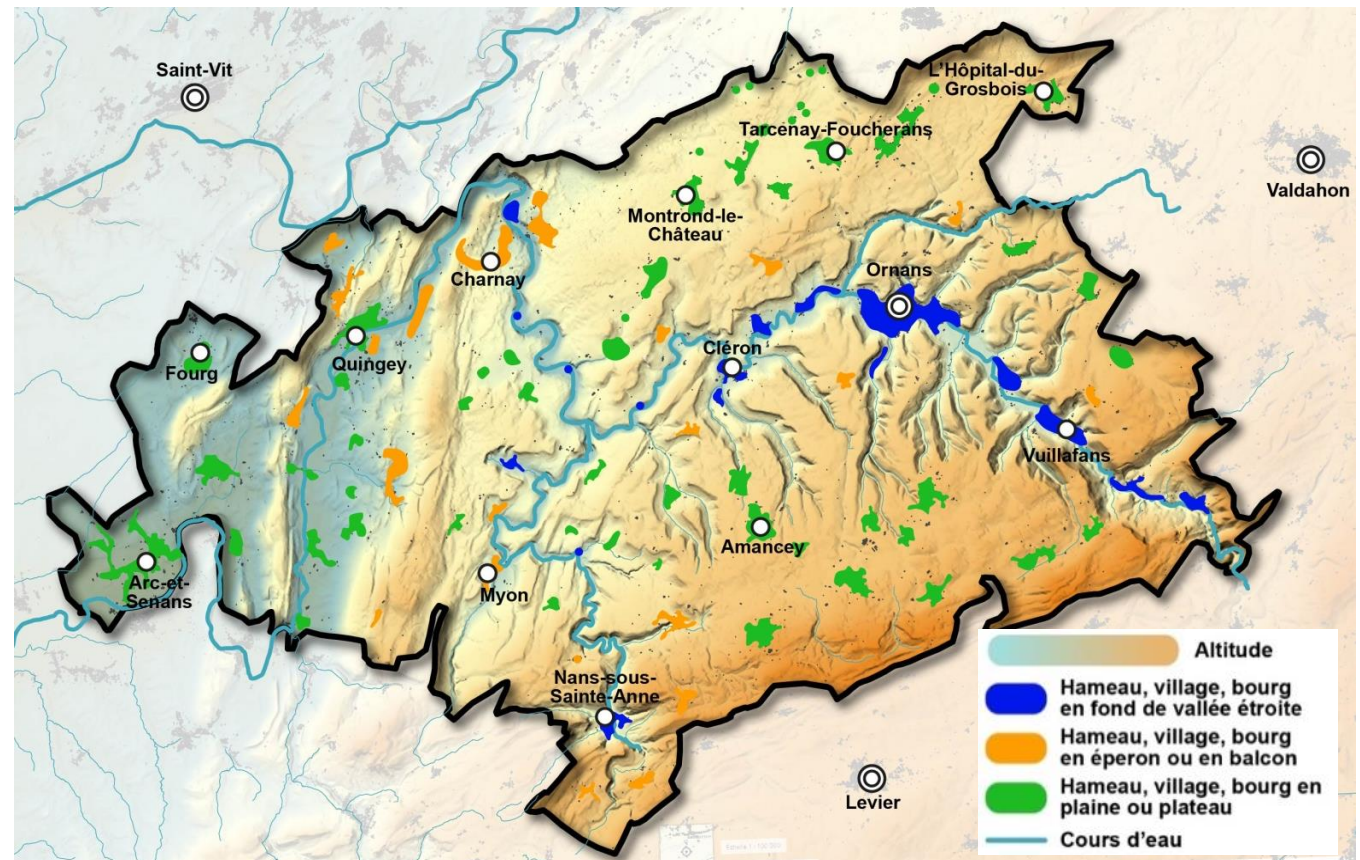 Saint-Vit
L'Hôpital-du-
Grosbois
Tarcenay-Foucherans
Valdahon
Montrond-le-
Château
Charnay
Ornans
Quingey
Cléron
Fourg
Vuillafans
Amancey
Arc-et-
Senans
Myon
Nans-sous-
Sainte-Anne
Levier
Altitude
Hameau, village, bourg
en fond de vallée étroite
Hameau, village, bourg
en éperon ou en balcon
Hameau, village, bourg en
plaine ou plateau
Cours d'eau